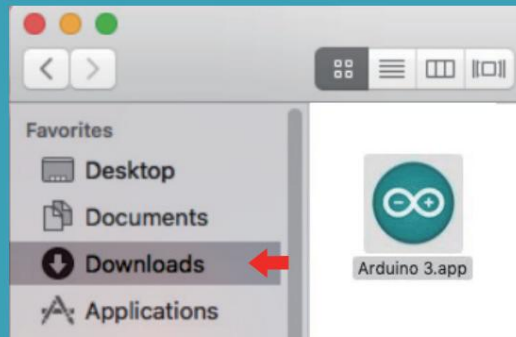 Favorites
Desktop
Documents
Downloads
Applications
Arduino 3.app